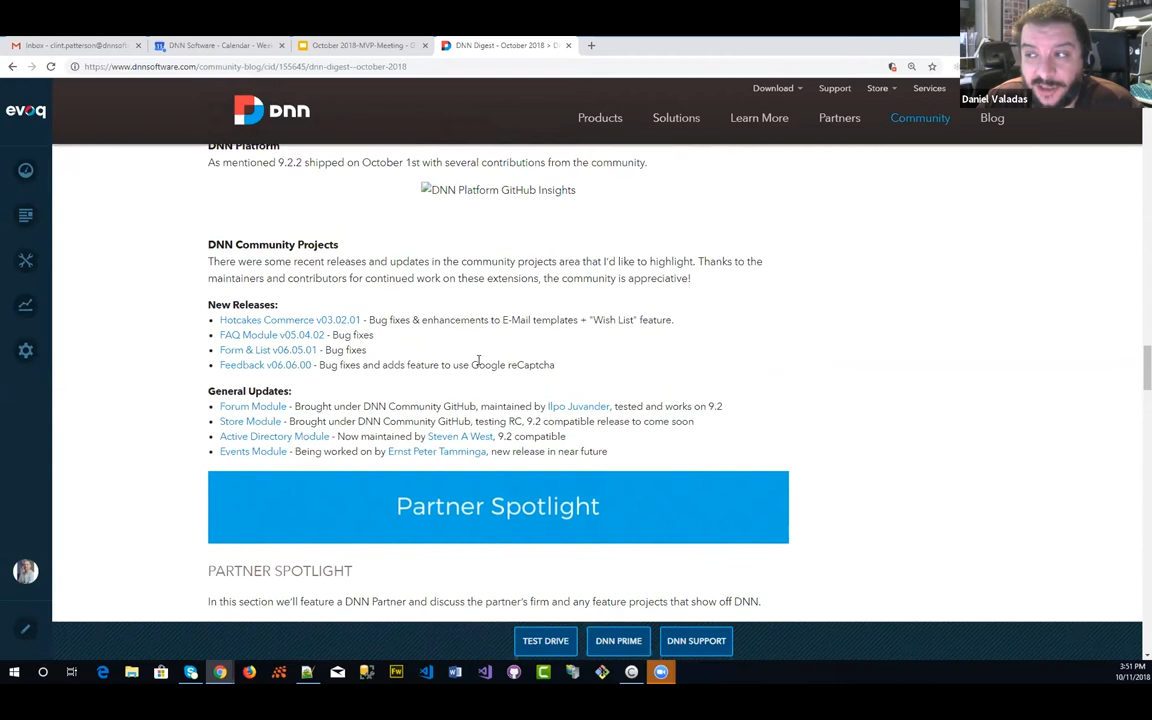 Inbox - clint.patterson@dnnsoft
DNN Software - Calendar - Wee
October 2018-MVP-Meeting - G
DNN Digest - October 2018 > D
https://www.dnnsoftware.com/community-blog/cid/155645/dnn-digest--october-2018
Daniel Valadas
evoq
DNN
Download
Support
Store
Services
Products
Solutions
Learn More
Partners
Community
Blog
DNN Platform
As mentioned 9.2.2 shipped on October 1st with several contributions from the community.
DNN Platform GitHub Insights
DNN Community Projects
There were some recent releases and updates in the community projects area that I'd like to highlight. Thanks to the
maintainers and contributors for continued work on these extensions, the community is appreciative!
New Releases:
• Hotcakes Commerce v03.02.01 - Bug fixes & enhancements to E-Mail templates + "Wish List" feature.
• FAQ Module v05.04.02 - Bug fixes
• Form & List v06.05.01 - Bug fixes
• Feedback v06.06.00 - Bug fixes and adds feature to use Google reCaptcha
General Updates:
• Forum Module - Brought under DNN Community GitHub, maintained by Ilpo Juvander, tested and works on 9.2
• Store Module - Brought under DNN Community GitHub, testing RC, 9.2 compatible release to come soon
• Active Directory Module - Now maintained by Steven A West, 9.2 compatible
• Events Module - Being worked on by Ernst Peter Tamminga, new release in near future
Partner Spotlight
PARTNER SPOTLIGHT
In this section we'll feature a DNN Partner and discuss the partner's firm and any feature projects that show off DNN.
TEST DRIVE
DNN PRIME
DNN SUPPORT
Fw
3:51 PM
10/11/2018